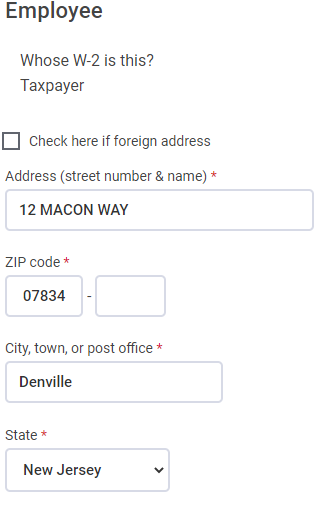 Employee
Whose W-2 is this?
Taxpayer
Check here if foreign address
Address (street number & name) *
12 MACON WAY
ZIP code *
07834 -
City, town, or post office *
Denville
State *
New Jersey